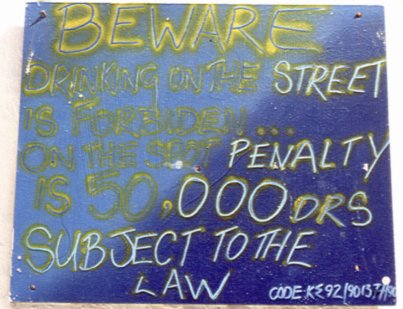 BEWARE
DRINKING ON THE STREET
IS FORBIDEN...
ON THE SPOT PENALTY
IS 50,000 DRS
SUBJECT TO THE
LAW